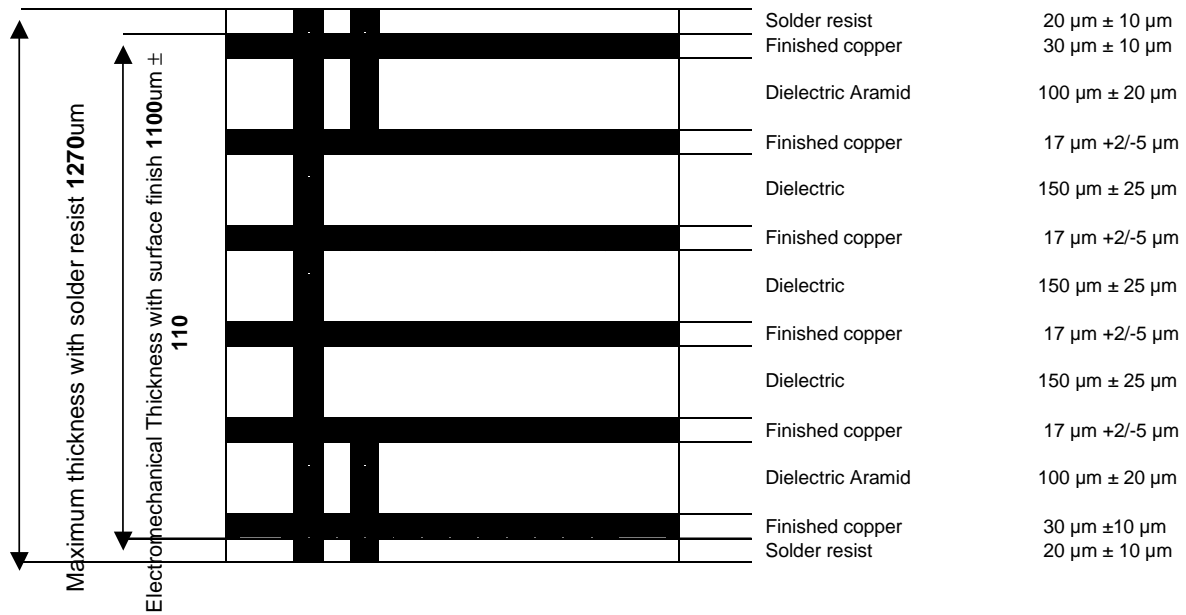 Maximum thickness with solder resist 1270um
Electromechanical Thickness with surface finish 1100um ±
110
Solder resist 20 µm ± 10 µm
Finished copper 30 µm ± 10 µm
Dielectric Aramid 100 µm ± 20 µm
Finished copper 17 µm +2/-5 µm
Dielectric 150 µm ± 25 µm
Finished copper 17 µm +2/-5 µm
Dielectric 150 µm ± 25 µm
Finished copper 17 µm +2/-5 µm
Dielectric 150 µm ± 25 µm
Finished copper 17 µm +2/-5 µm
Dielectric Aramid 100 µm ± 20 µm
Finished copper 30 µm ±10 µm
Solder resist 20 µm ± 10 µm